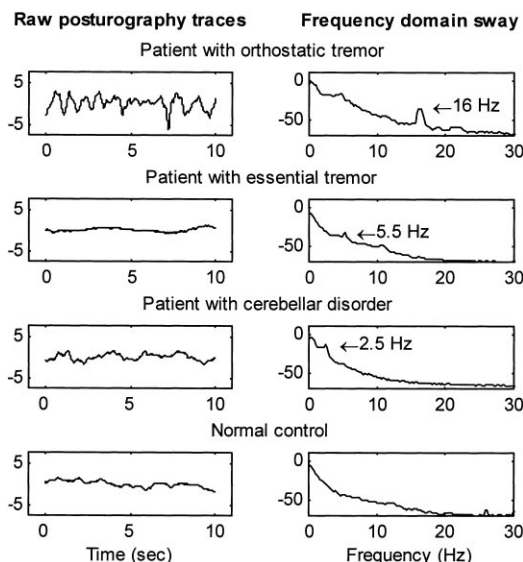 Raw posturography traces Frequency domain sway
Patient with orthostatic tremor
5
-5
0 5 10
0
-50
0 10 20 30
←16 Hz
Patient with essential tremor
5
-5
0 5 10
0
-50
0 10 20 30
←5.5 Hz
Patient with cerebellar disorder
5
-5
0 5 10
0
-50
0 10 20 30
←2.5 Hz
Normal control
5
-5
0 5 10
0
-50
0 10 20 30
Time (sec) Frequency (Hz)